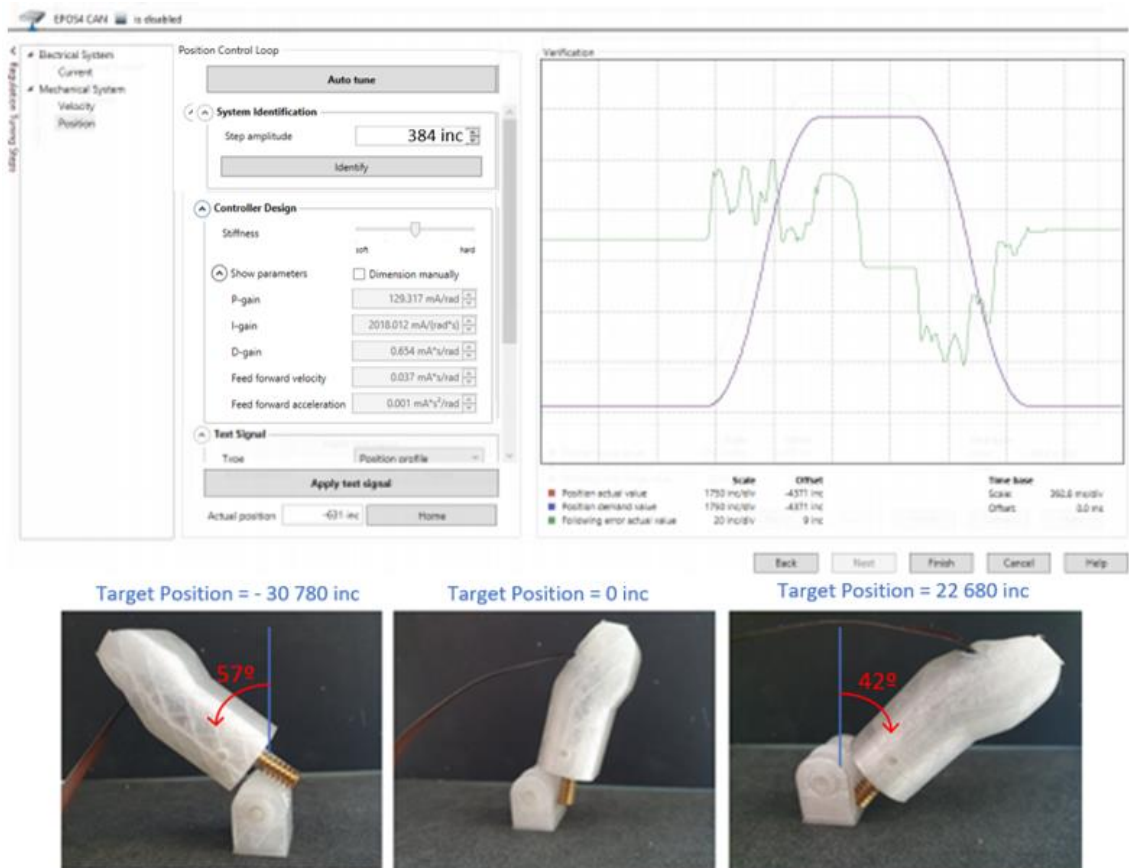 EPOS4 CAN is disabled
Regulation Tuning Steps
Electrical System
Current
Mechanical System
Velocity
Position
Position Control Loop
Auto tune
System Identification
Step amplitude 384 inc
Identify
Controller Design
Stiffness
soft hard
Show parameters Dimension manually
P-gain 129.317 mA/rad
I-gain 2018.012 mA/(rad*s)
D-gain 0.654 mA*s/rad
Feed forward velocity 0.037 mA*s/rad
Feed forward acceleration 0.001 mA*s²/rad
Test Signal
Type Position profile
Apply test signal
Actual position -631 inc Home
Verification
Scale Offset Time base
Position actual value 1750 inc/div -4371 inc Scale:
Position demand value 1750 inc/div -4371 inc Offset: 0.0 ms
Following error actual value 20 inc/div 9 inc
Back Next Finish Cancel Help
Target Position = - 30 780 inc
Target Position = 0 inc
Target Position = 22 680 inc
57º
42º